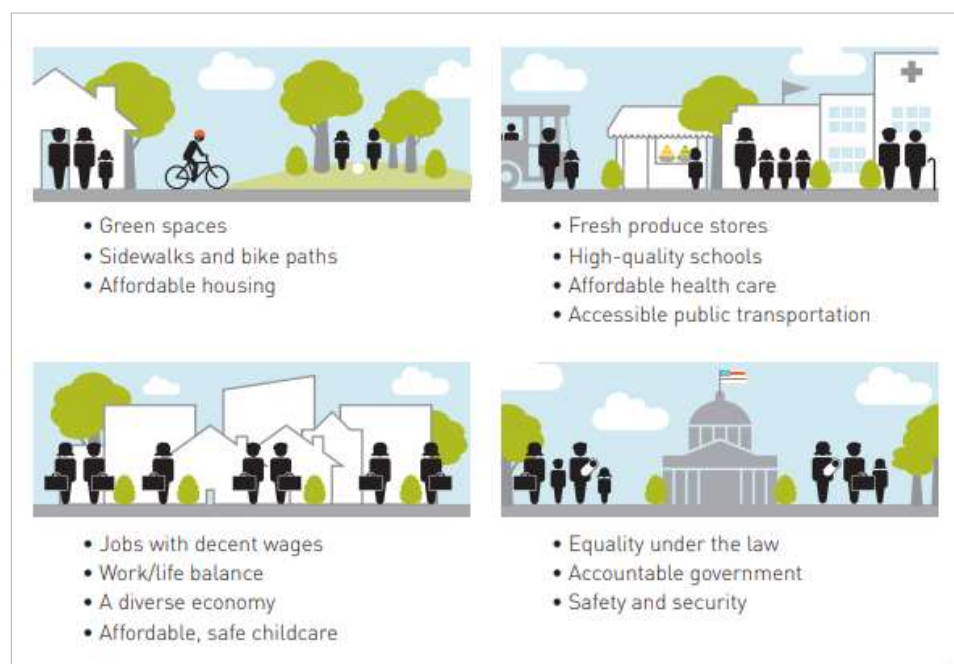 • Green spaces
• Sidewalks and bike paths
• Affordable housing
• Fresh produce stores
• High-quality schools
• Affordable health care
• Accessible public transportation
• Jobs with decent wages
• Work/life balance
• A diverse economy
• Affordable, safe childcare
• Equality under the law
• Accountable government
• Safety and security